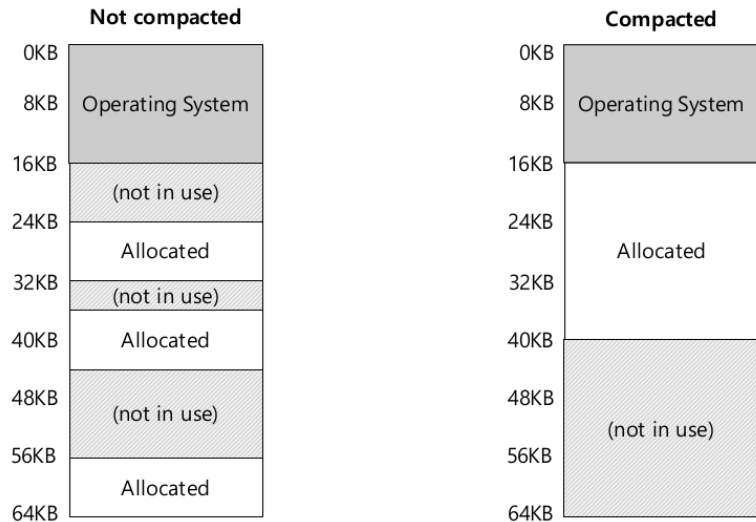 Not compacted
0KB
8KB
Operating System
16KB
(not in use)
24KB
Allocated
32KB
(not in use)
40KB
Allocated
48KB
(not in use)
56KB
Allocated
64KB
Compacted
0KB
8KB
Operating System
16KB
24KB
Allocated
32KB
40KB
48KB
(not in use)
56KB
64KB